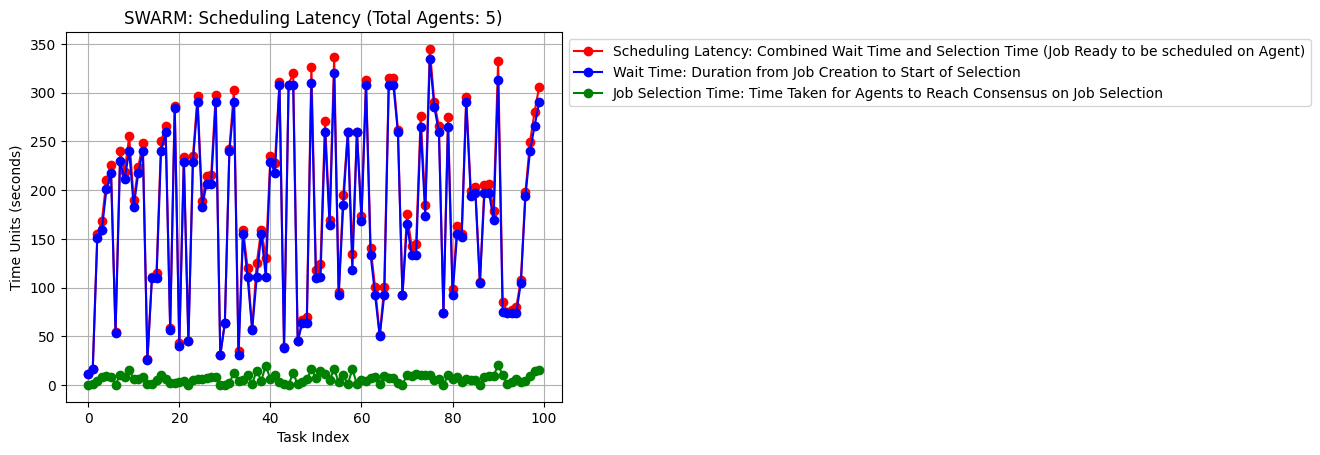 SWARM: Scheduling Latency (Total Agents: 5)
Scheduling Latency: Combined Wait Time and Selection Time (Job Ready to be scheduled on Agent)
Wait Time: Duration from Job Creation to Start of Selection
Job Selection Time: Time Taken for Agents to Reach Consensus on Job Selection
Time Units (seconds)
350
300
250
200
150
100
50
0
0 20 40 60 80 100
Task Index